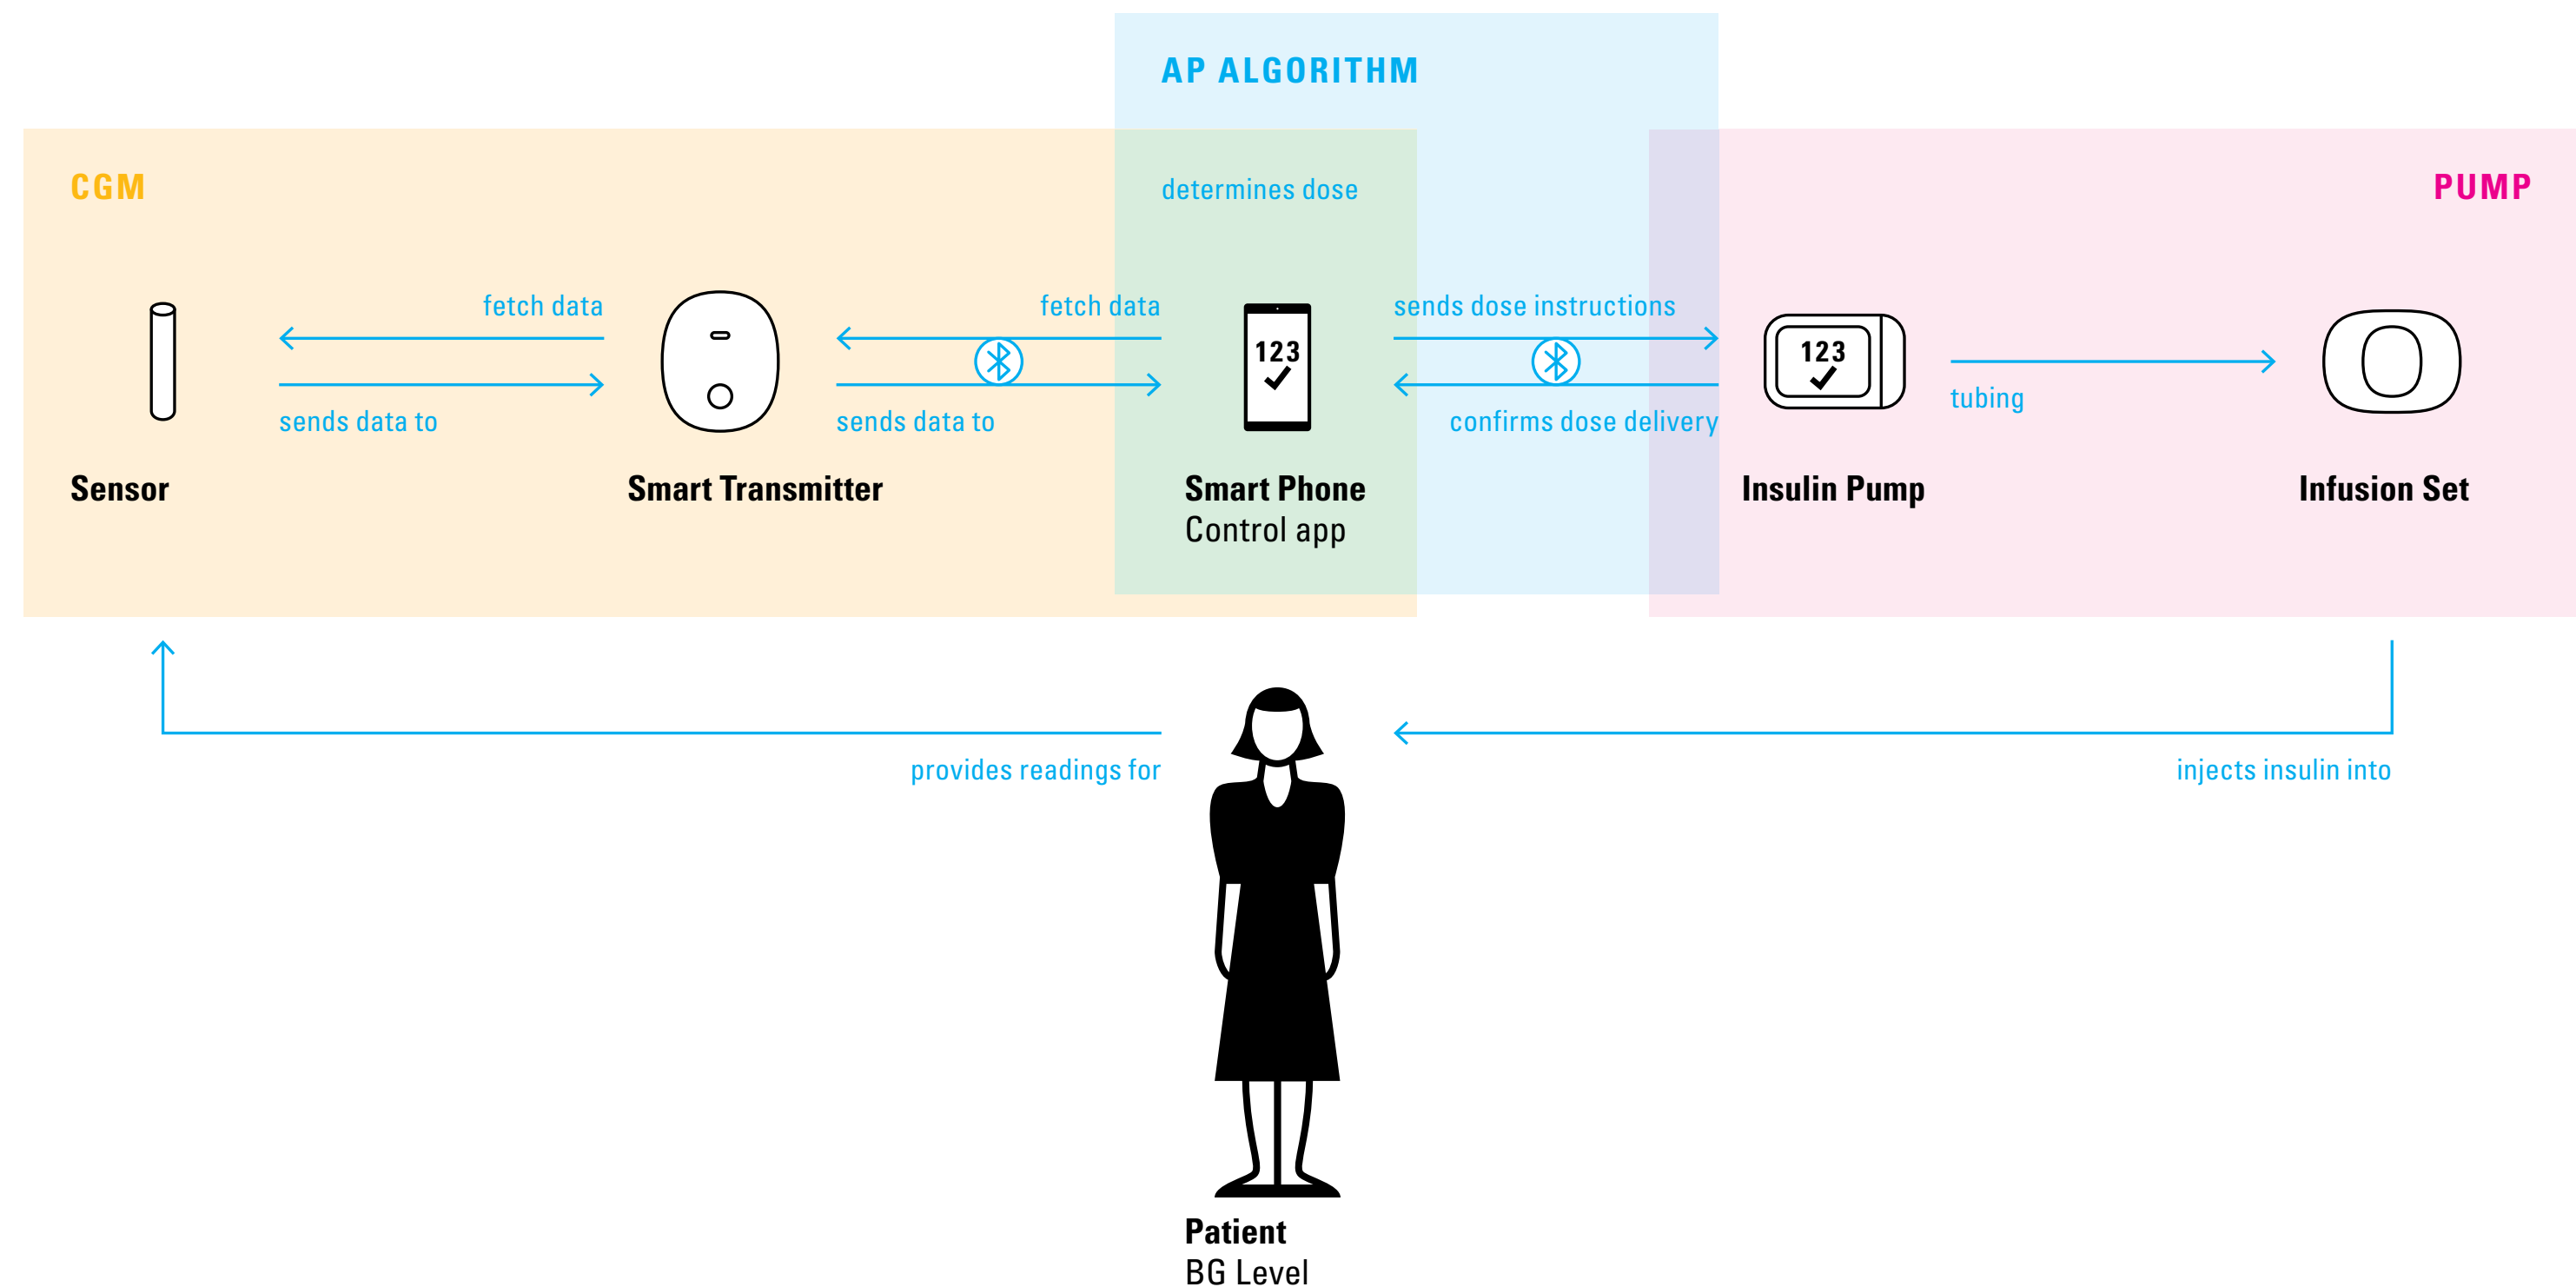 AP ALGORITHM
CGM
determines dose
PUMP
fetch data
fetch data
sends dose instructions
123
123
sends data to
sends data to
confirms dose delivery
tubing
Sensor
Smart Transmitter
Smart Phone
Control app
Insulin Pump
Infusion Set
provides readings for
injects insulin into
Patient
BG Level